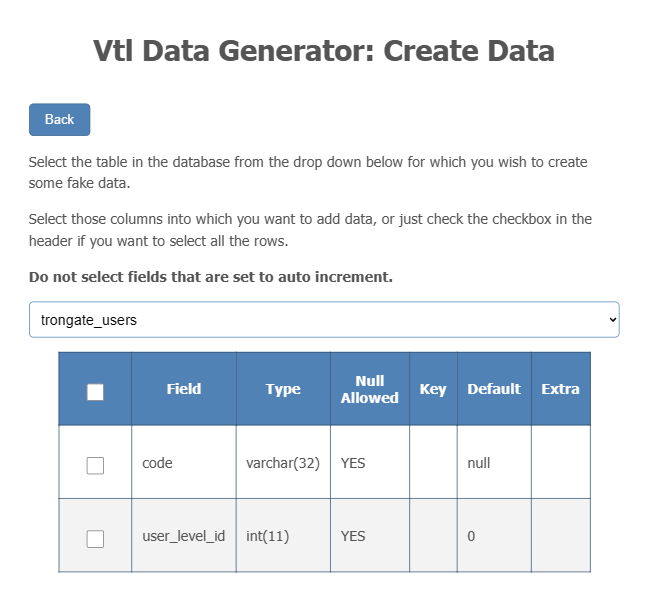 Vtl Data Generator: Create Data
Back
Select the table in the database from the drop down below for which you wish to create
some fake data.
Select those columns into which you want to add data, or just check the checkbox in the
header if you want to select all the rows.
Do not select fields that are set to auto increment.
trongate_users
Field Type Null Allowed Key Default Extra
code varchar(32) YES null
user_level_id int(11) YES 0